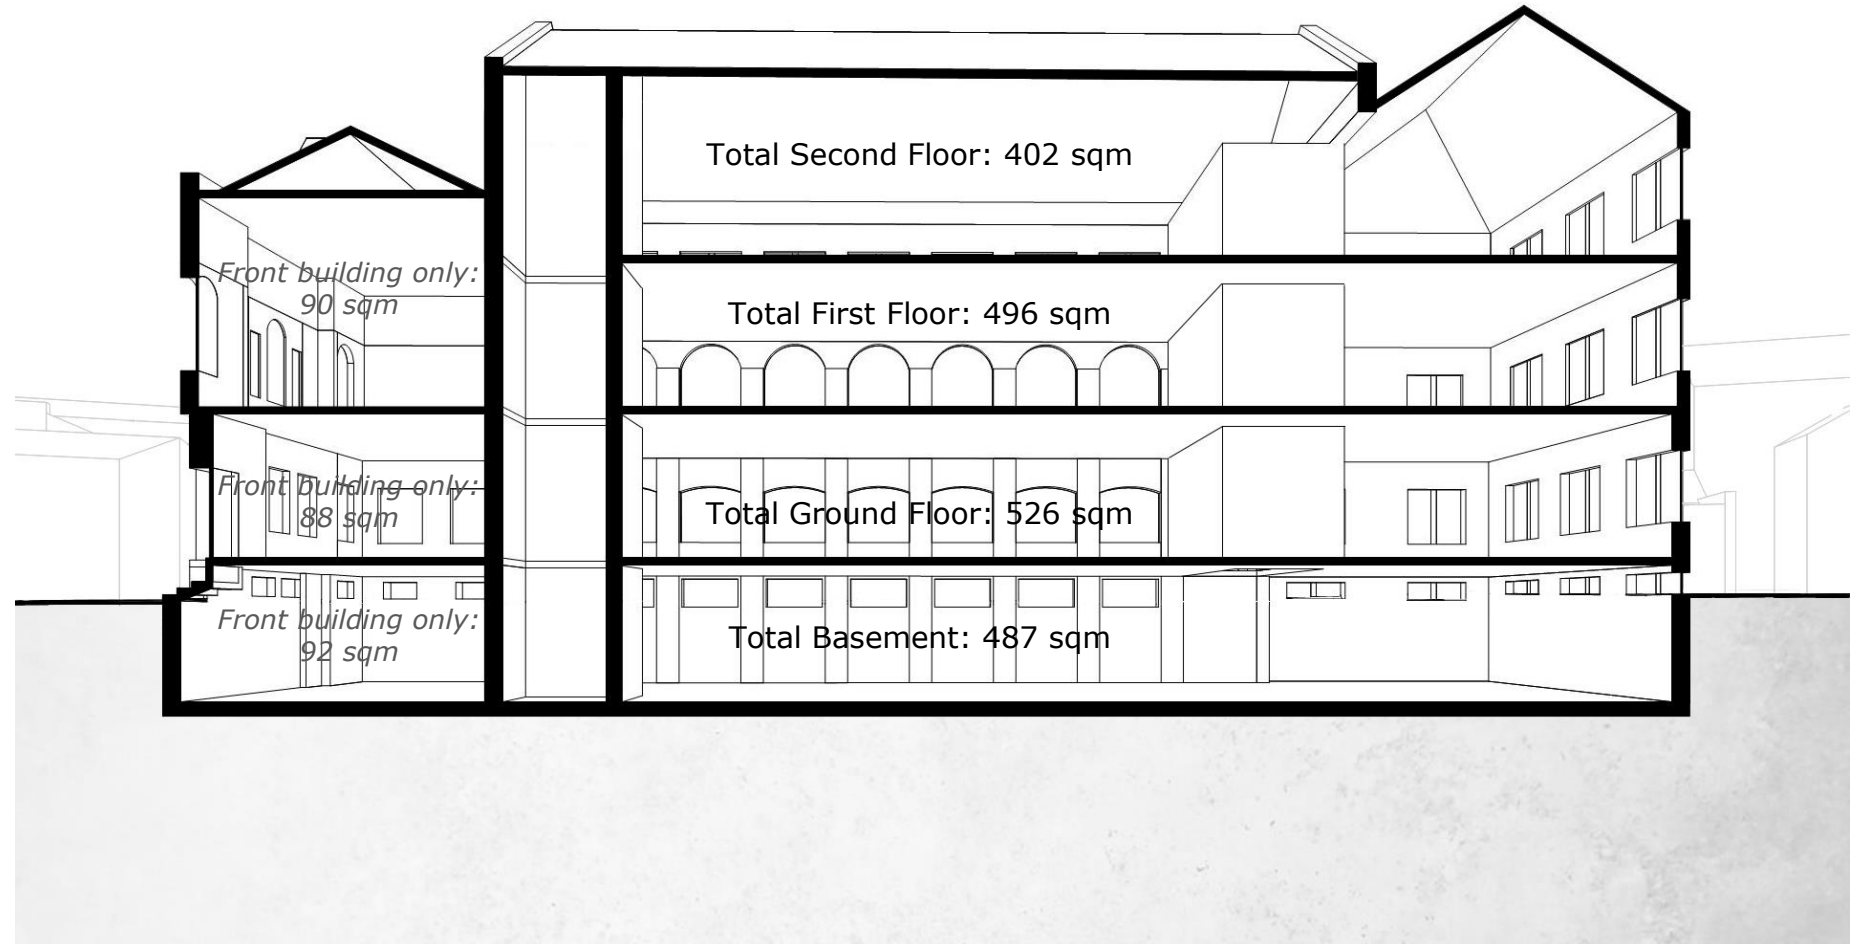 Total Second Floor: 402 sqm
Front building only:
90 sqm
Total First Floor: 496 sqm
Front building only:
88 sqm
Total Ground Floor: 526 sqm
Front building only:
92 sqm
Total Basement: 487 sqm